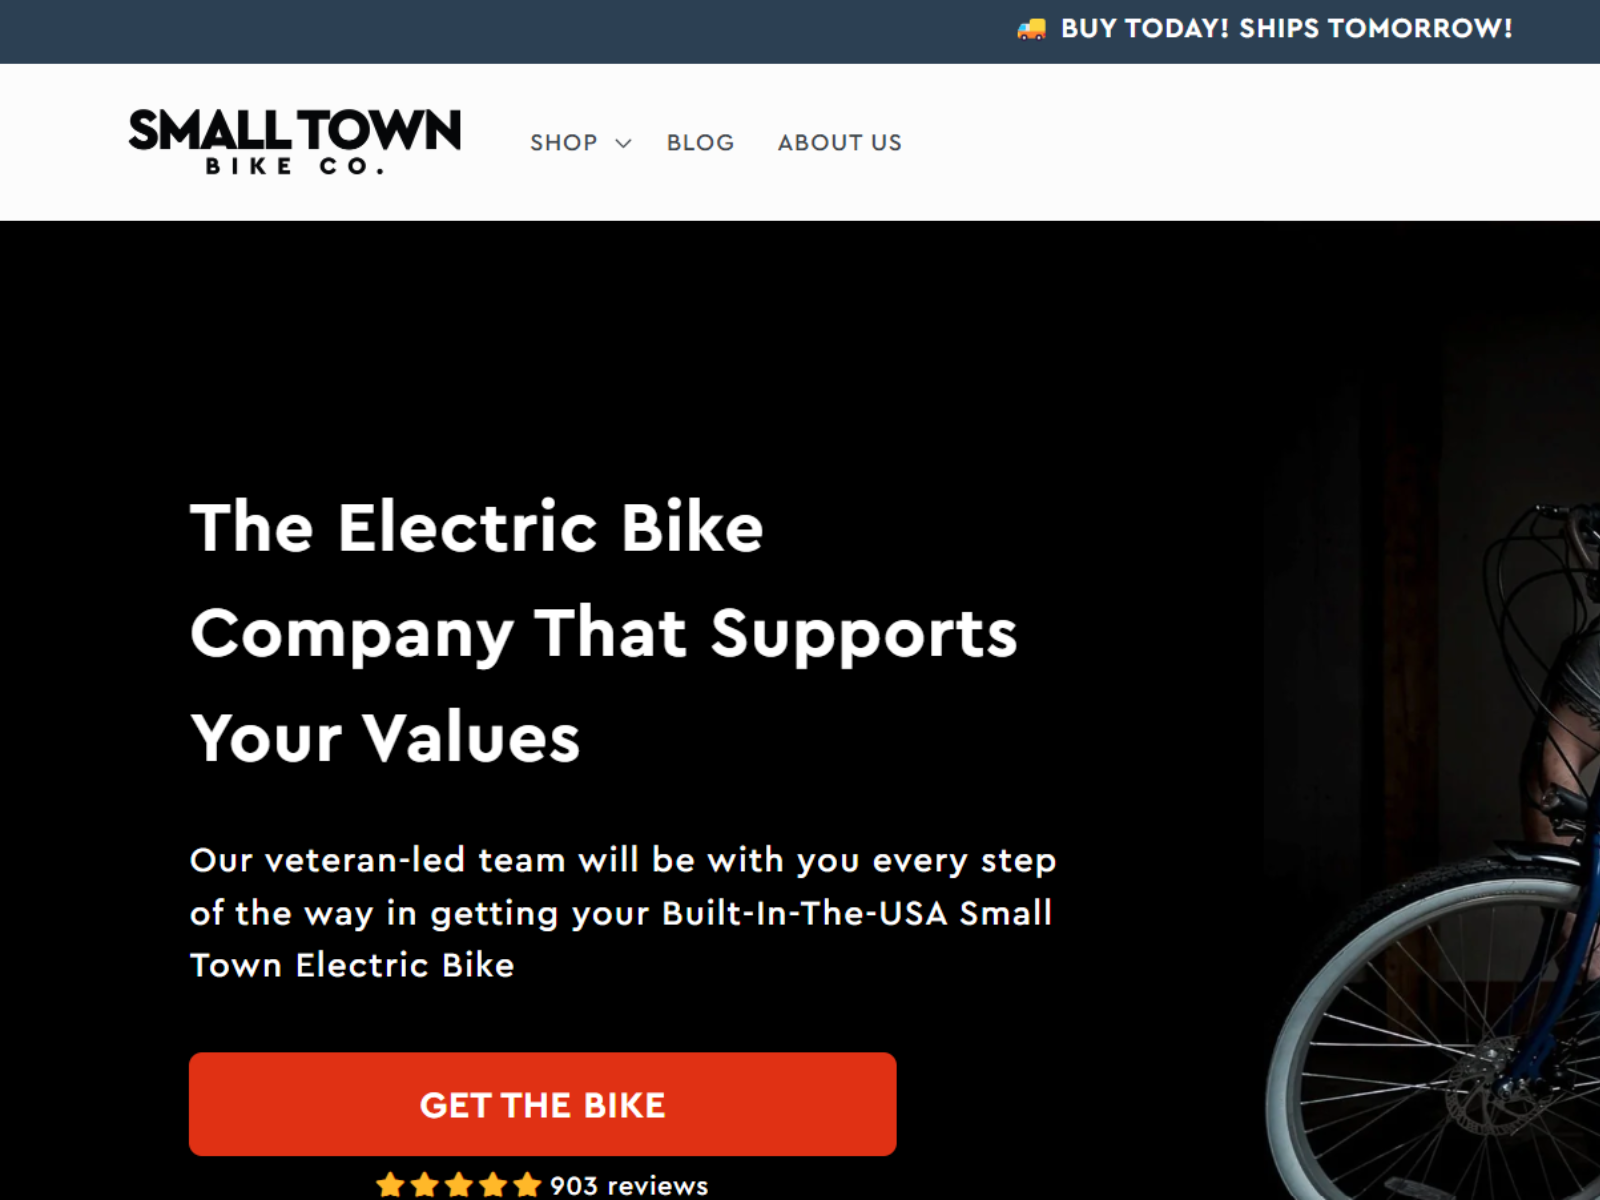 🚚 BUY TODAY! SHIPS TOMORROW!
SMALL TOWN
BIKE CO.
SHOP
BLOG
ABOUT US
The Electric Bike
Company That Supports
Your Values
Our veteran-led team will be with you every step
of the way in getting your Built-In-The-USA Small
Town Electric Bike
GET THE BIKE
903 reviews